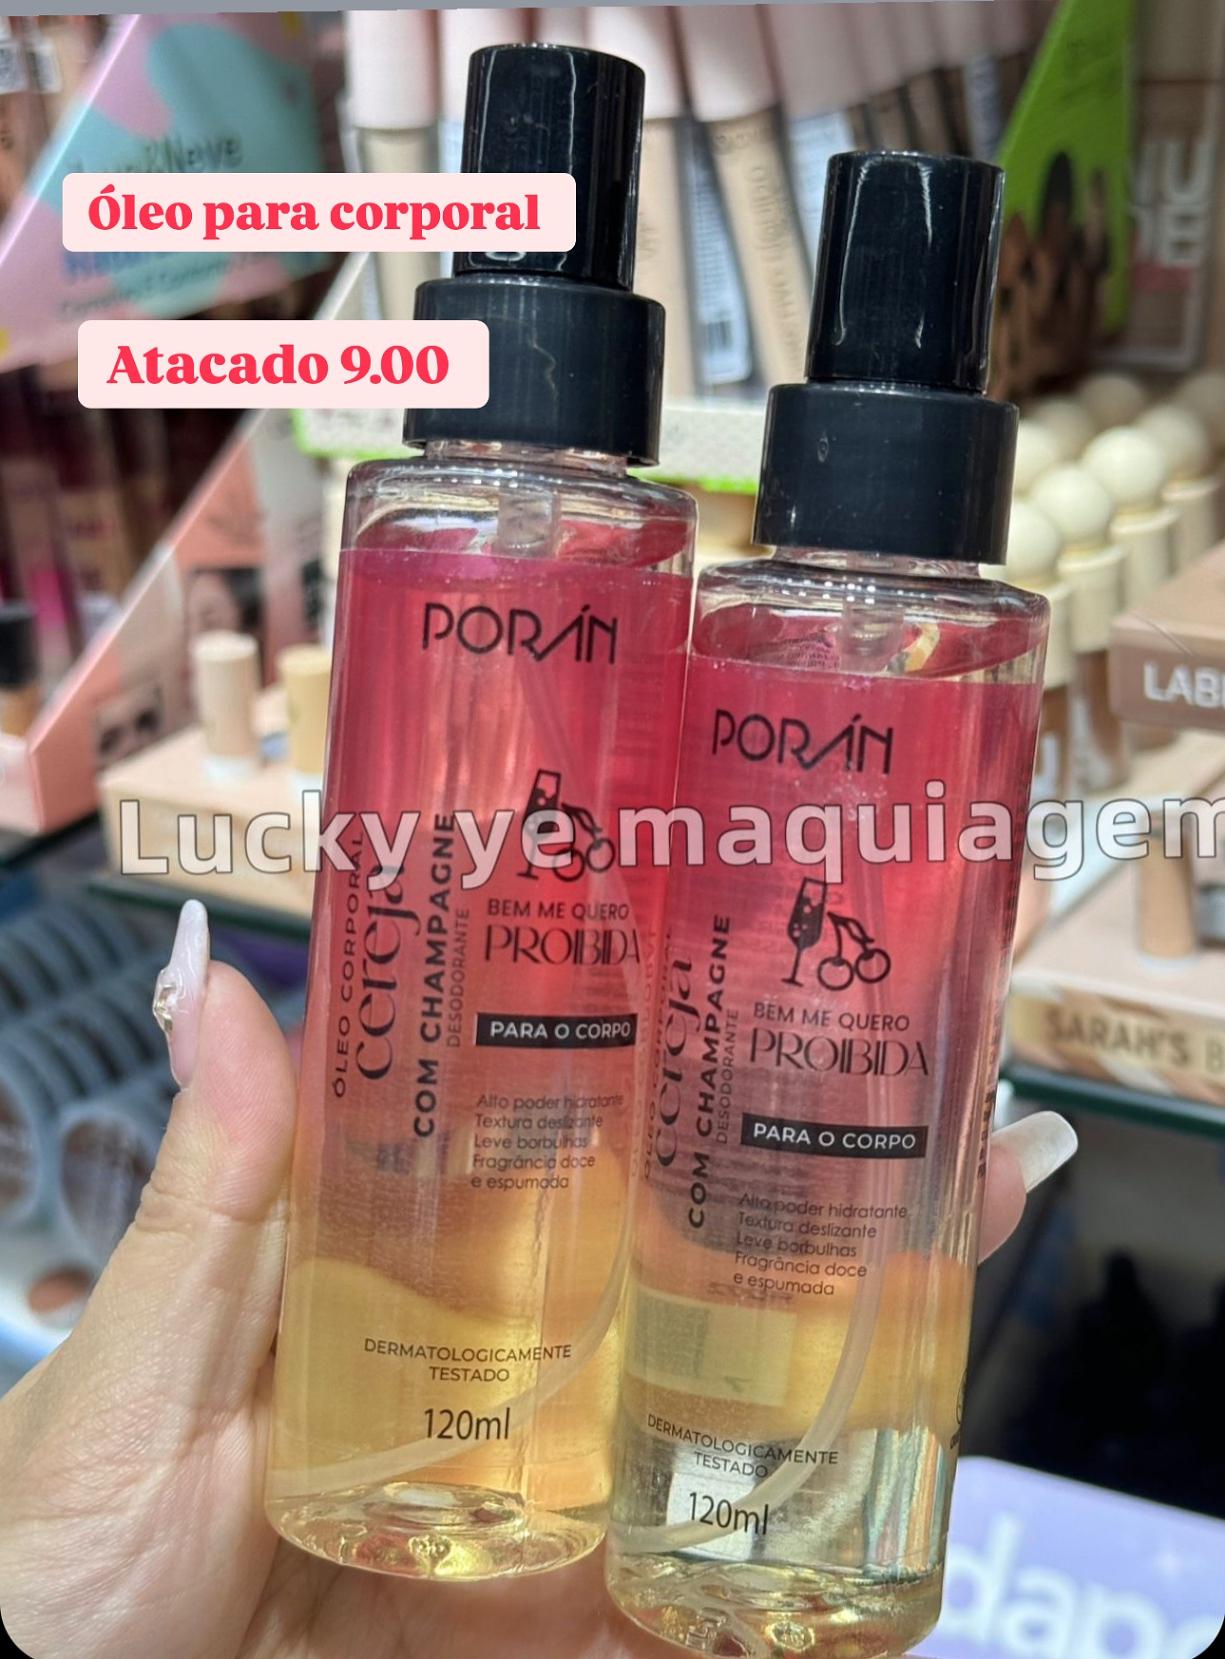 Óleo para corporal
Atacado 9.00
Lucky ye maquiagem
PORÁN
ÓLEO CORPORAL
cereja
COM CHAMPAGNE
DESODORANTE
BEM ME QUERO
PROIBIDA
PARA O CORPO
Alto poder hidratante
Textura deslizante
Leve borbulhas
Fragrância doce
e espumada
DERMATOLOGICAMENTE
TESTADO
120ml
PORÁN
ÓLEO CORPORAL
cereja
COM CHAMPAGNE
DESODORANTE
BEM ME QUERO
PROIBIDA
PARA O CORPO
Alto poder hidratante
Textura deslizante
Leve borbulhas
Fragrância doce
e espumada
DERMATOLOGICAMENTE
TESTADO
120ml
SARAH'S